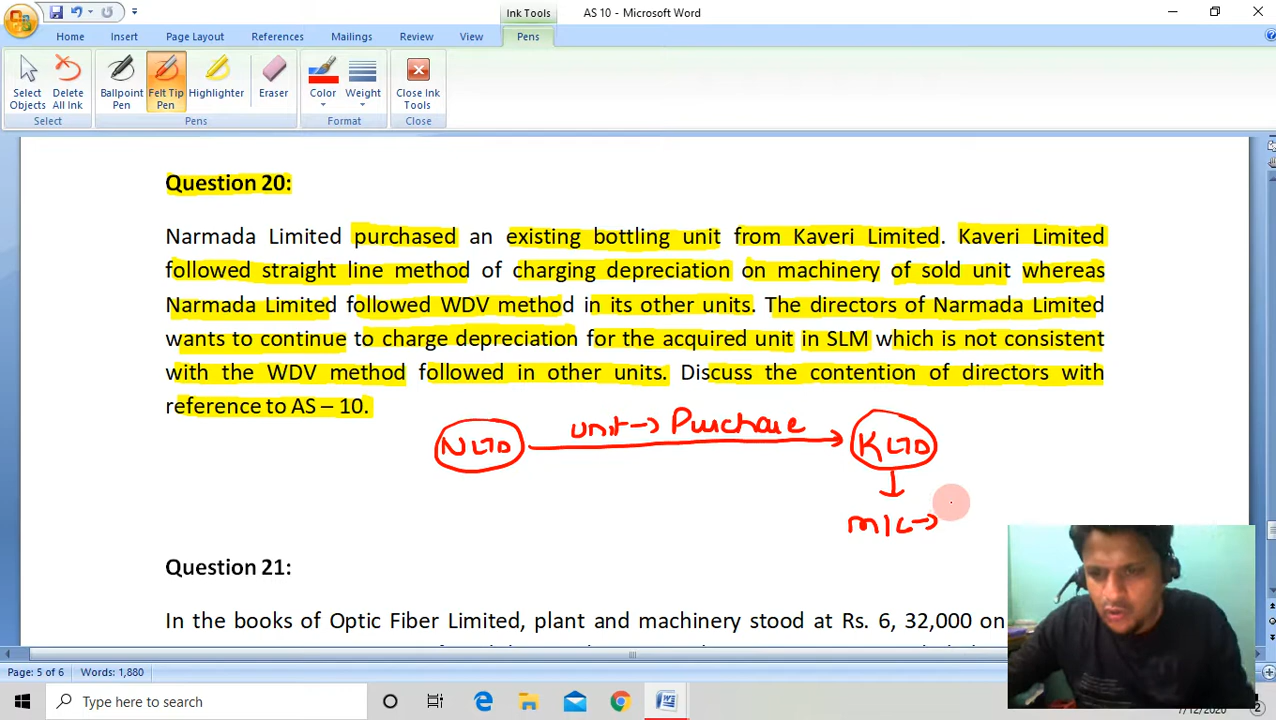 Ink Tools
AS 10 - Microsoft Word
Home Insert Page Layout References Mailings Review View Pens
Select Objects
Delete All Ink
Ballpoint Pen
Felt Tip Pen
Highlighter
Eraser
Color
Weight
Close Ink Tools
Select Pens Format Close
Question 20:
Narmada Limited purchased an existing bottling unit from Kaveri Limited. Kaveri Limited
followed straight line method of charging depreciation on machinery of sold unit whereas
Narmada Limited followed WDV method in its other units. The directors of Narmada Limited
wants to continue to charge depreciation for the acquired unit in SLM which is not consistent
with the WDV method followed in other units. Discuss the contention of directors with
reference to AS – 10.
unit→ Purchase
N LTD K LTD
m/c→
Question 21:
In the books of Optic Fiber Limited, plant and machinery stood at Rs. 6, 32,000 on
Page: 5 of 6 Words: 1,880
Type here to search
7/12/2020
2